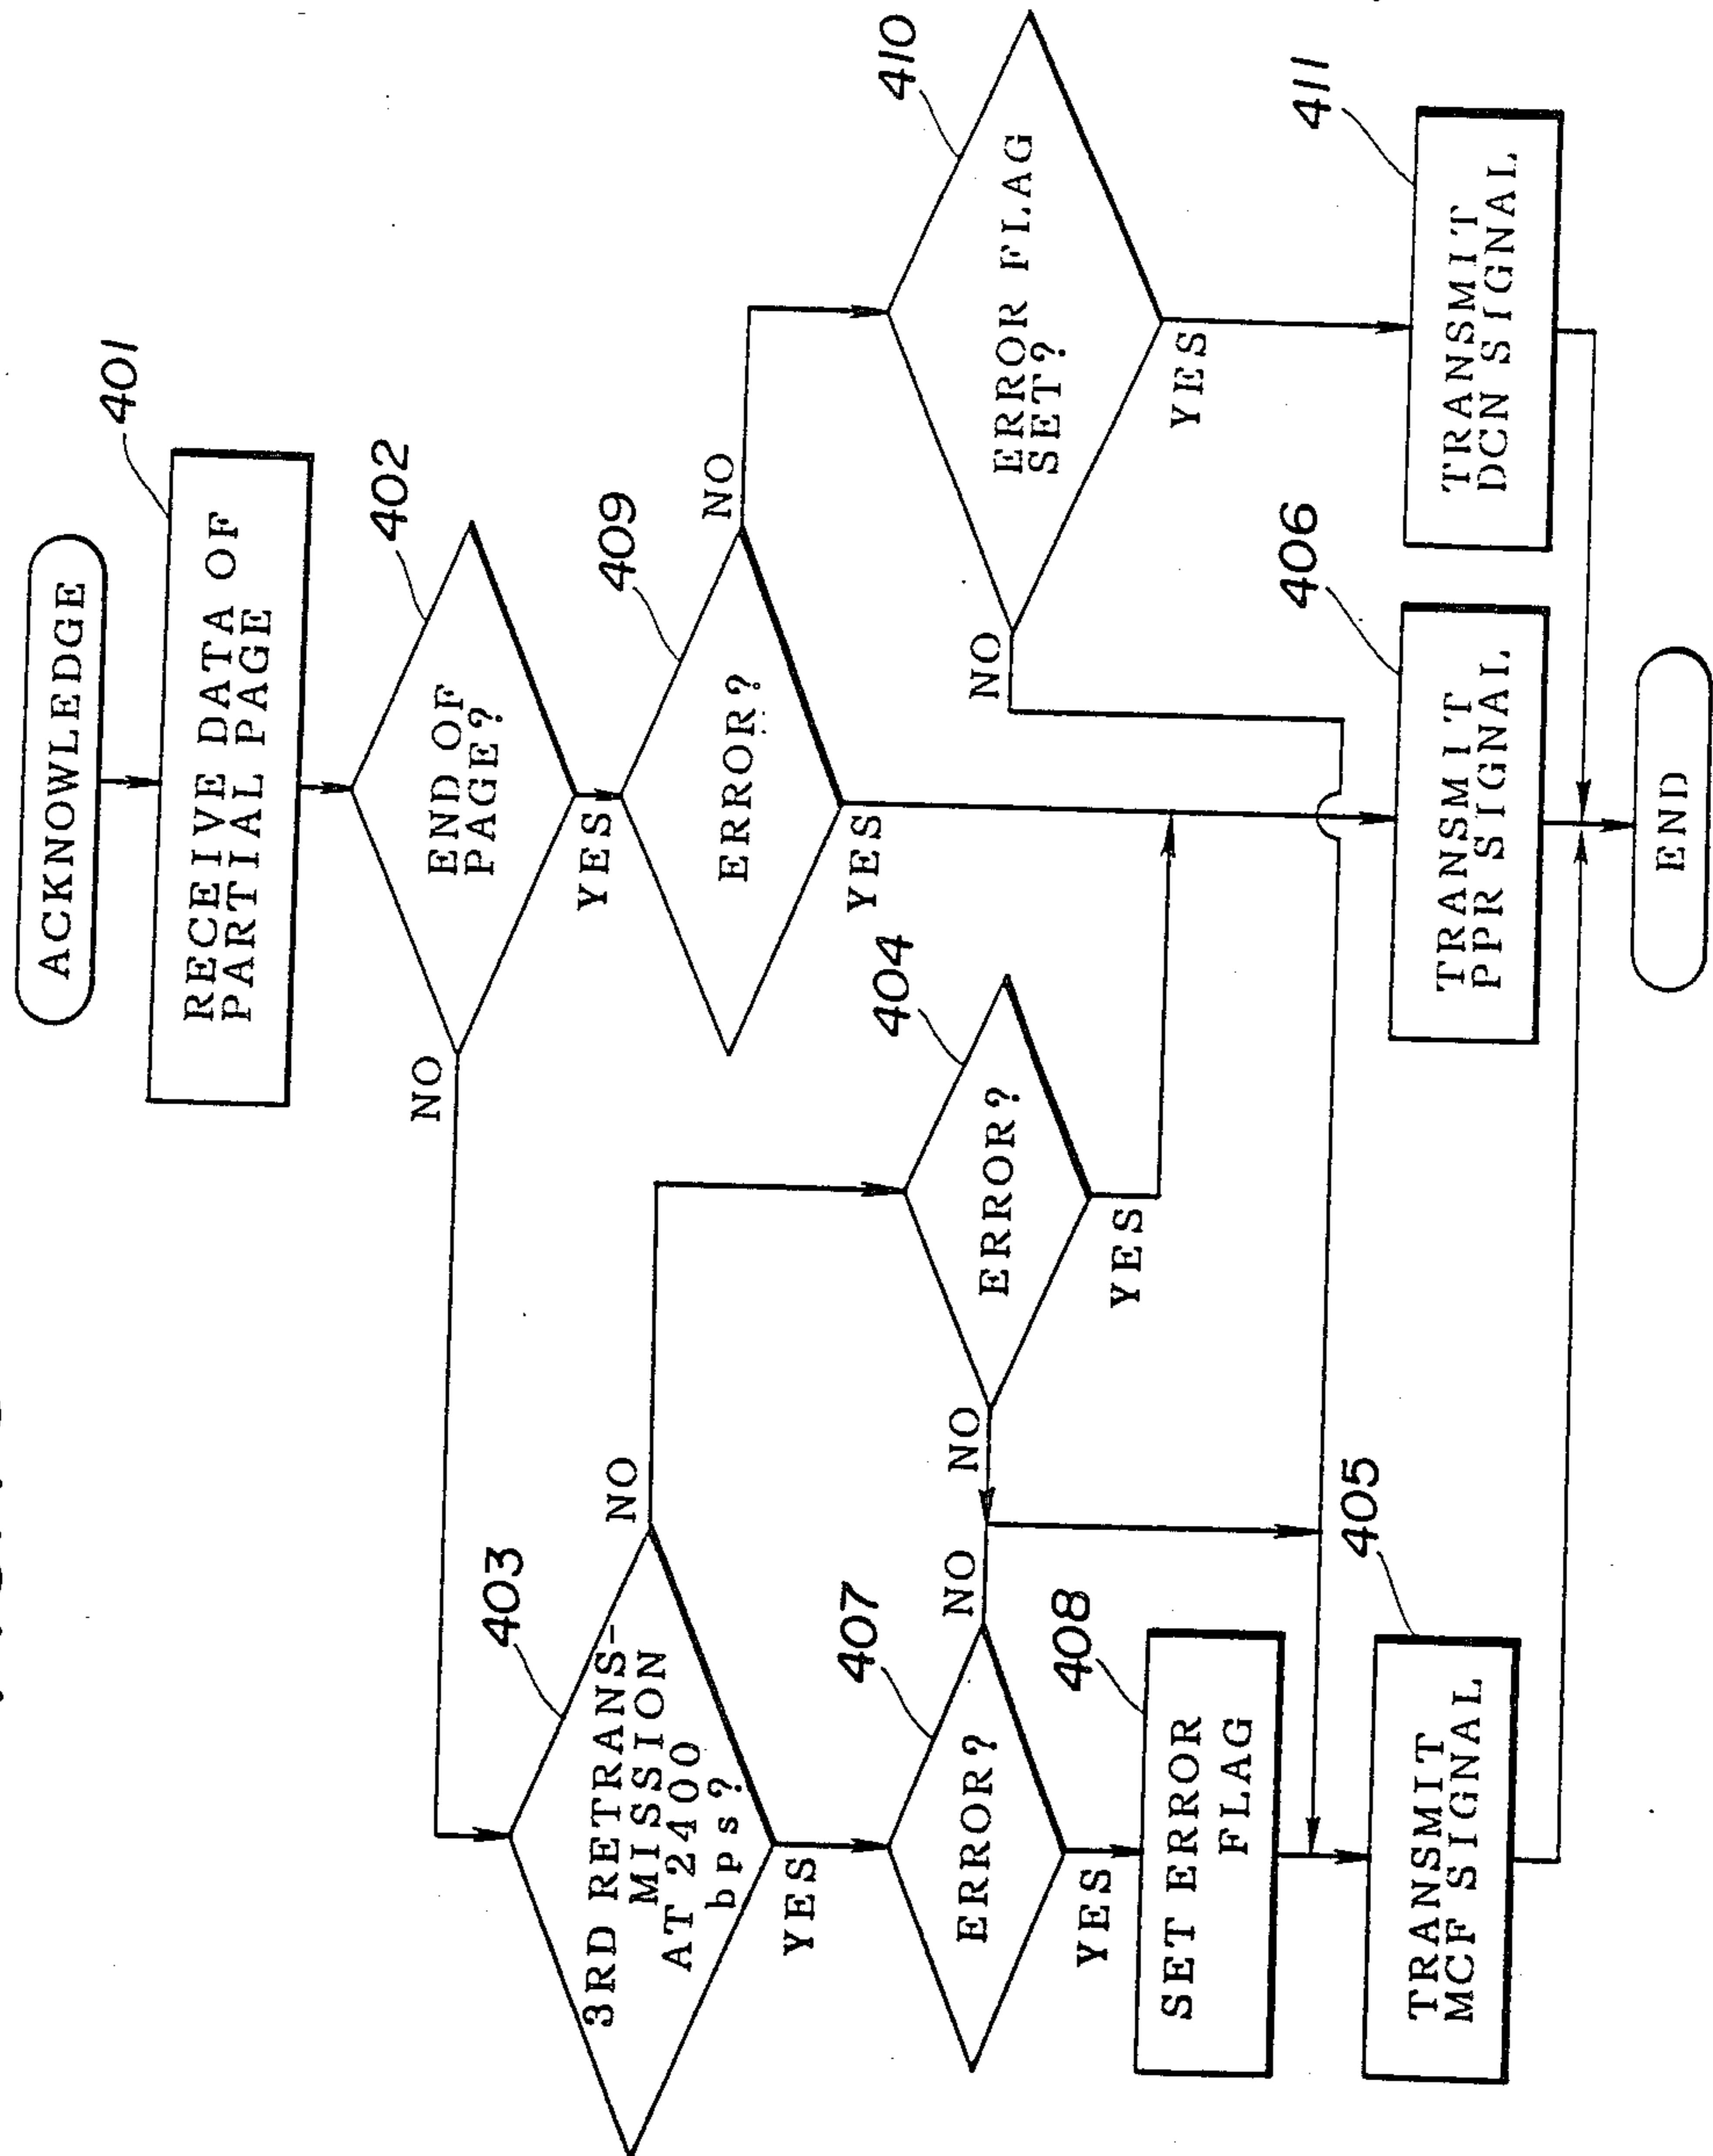 ACKNOWLEDGE
401
RECEIVE DATA OF
PARTIAL PAGE
402
END OF
PAGE?
NO
YES
403
3RD RETRANS-
MISSION
AT 2400
bps?
NO
YES
409
ERROR?
NO
YES
404
ERROR?
NO
YES
407
ERROR?
NO
YES
410
ERROR FLAG
SET?
NO
YES
408
SET ERROR
FLAG
405
TRANSMIT
MCF SIGNAL
406
TRANSMIT
PPR SIGNAL
411
TRANSMIT
DCN SIGNAL
END